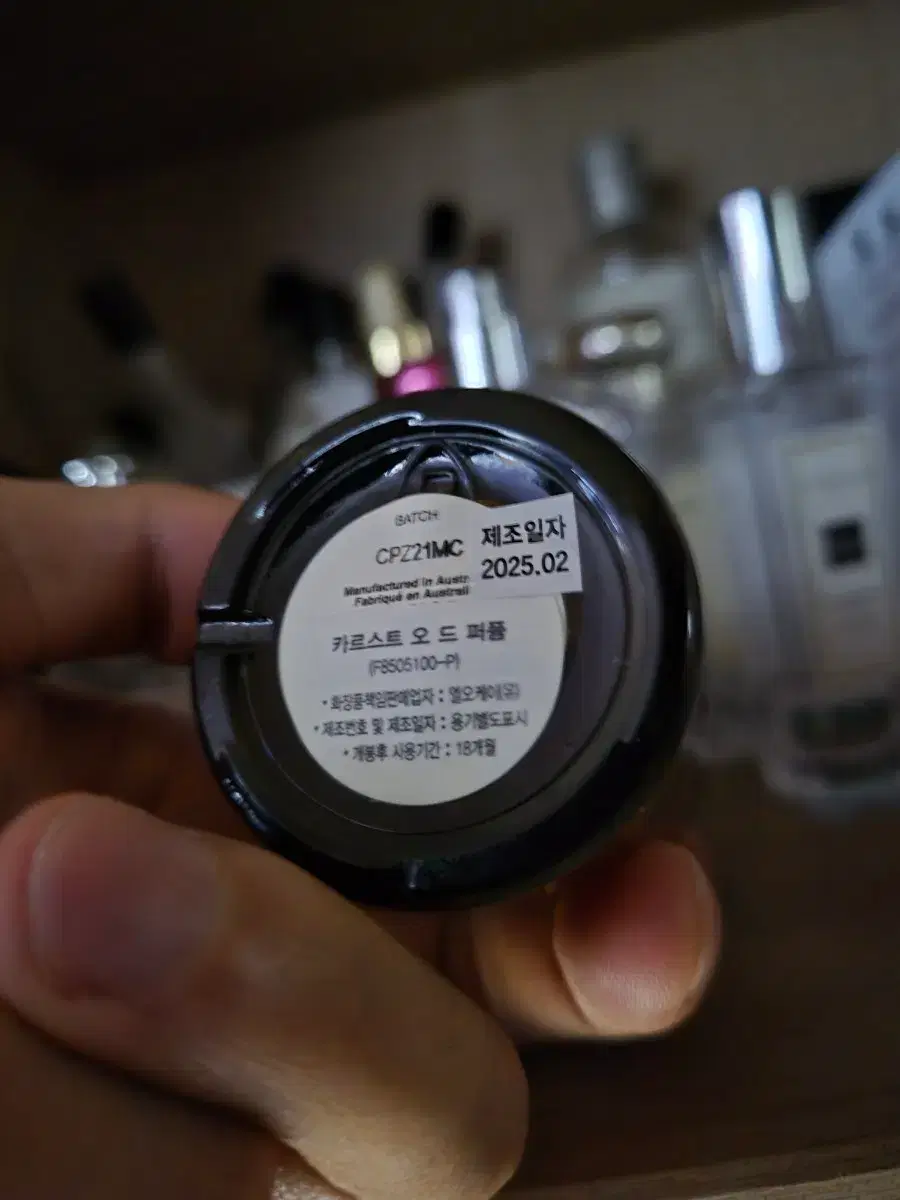 BATCH
CPZ21MC
제조일자
2025.02
Manufactured in Austr
Fabriqué en Australi
카르스트 오 드 퍼퓸
(F8505100-P)
• 화장품책임판매업자 : 엘오케이(유)
• 제조번호 및 제조일자 : 용기별도표시
• 개봉후 사용기간 : 18개월